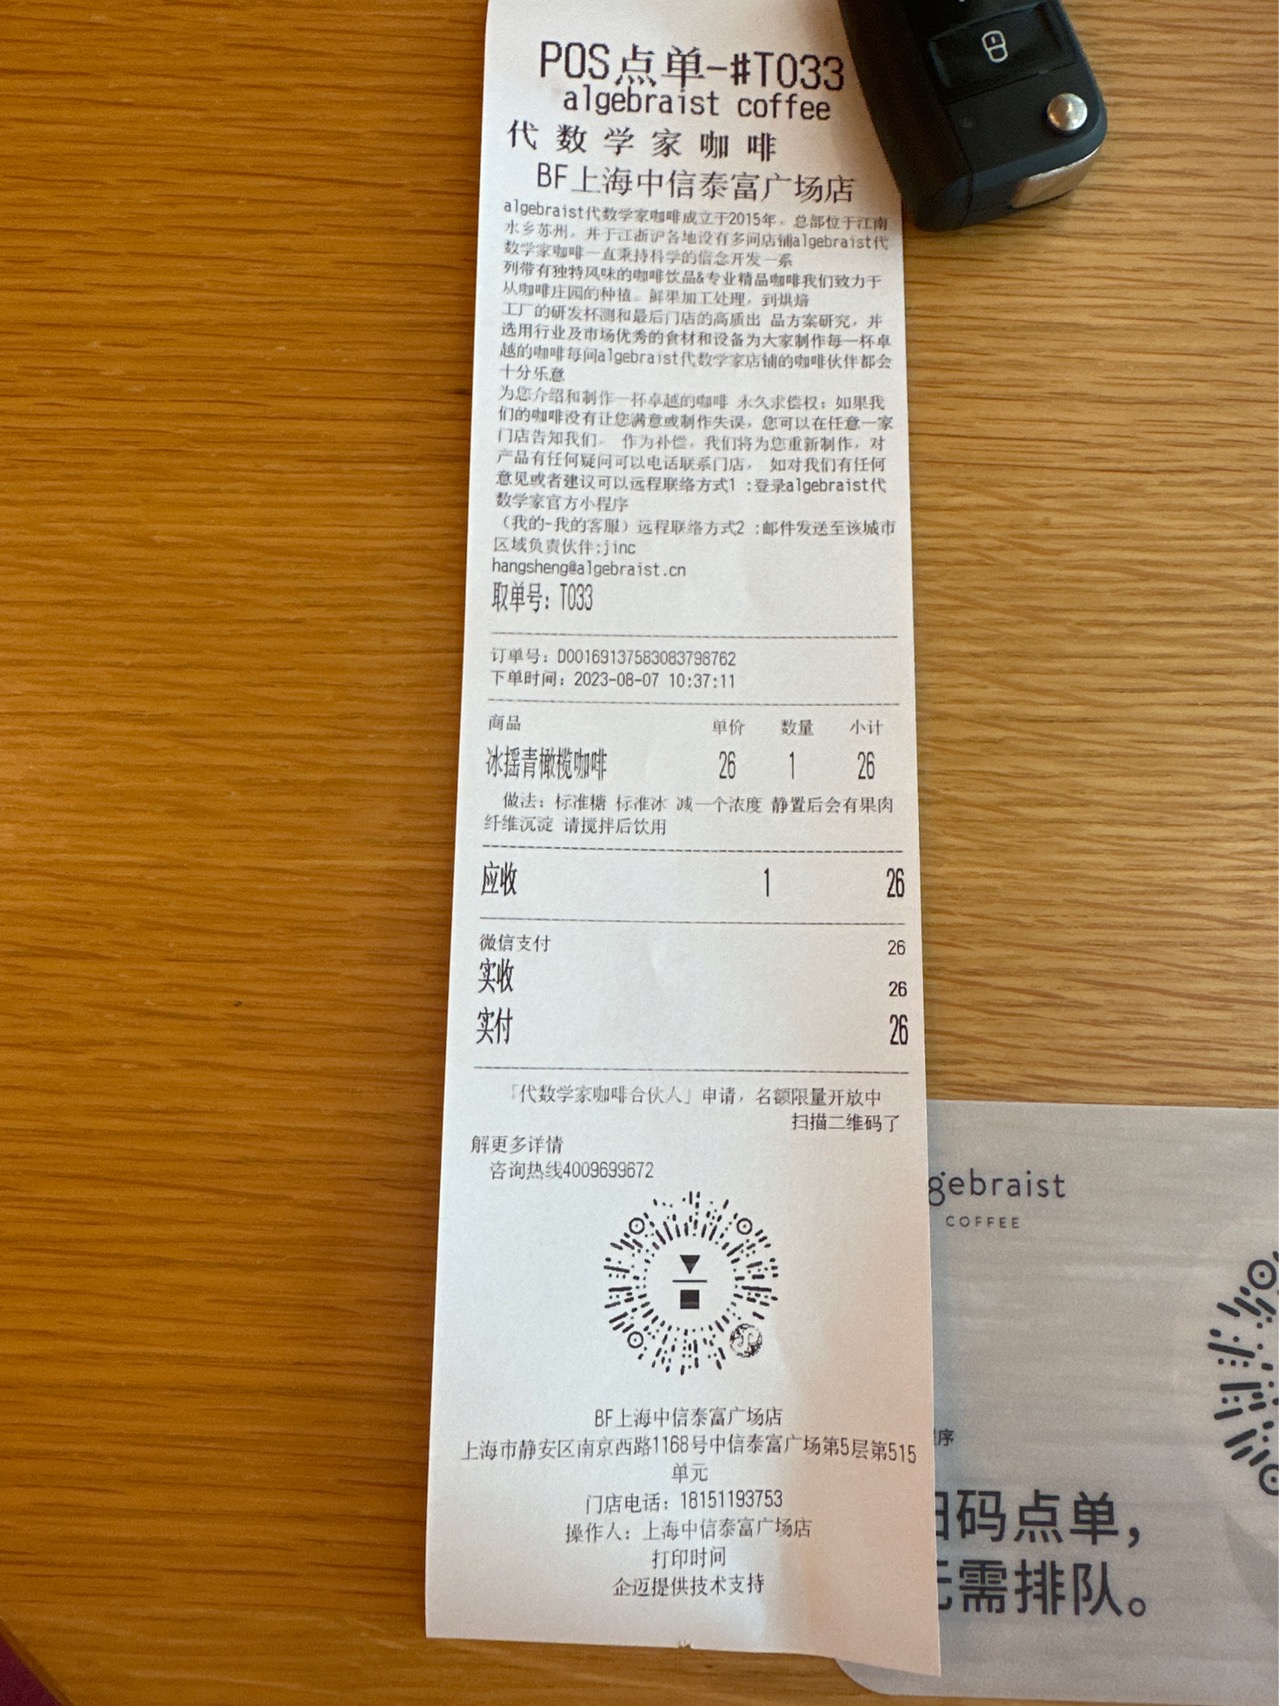 POS点单-#T033
algebraist coffee
代数学家咖啡
BF上海中信泰富广场店
algebraist代数学家咖啡成立于2015年。总部位于江南
水乡苏州。并于江浙沪各地设有多间店铺algebraist代
数学家咖啡一直秉持科学的信念开发一系
列带有独特风味的咖啡饮品&专业精品咖啡我们致力于
从咖啡庄园的种植。鲜果加工处理，到烘焙
工厂的研发杯测和最后门店的高质出 品方案研究，并
选用行业及市场优秀的食材和设备为大家制作每一杯卓
越的咖啡每间algebraist代数学家店铺的咖啡伙伴都会
十分乐意
为您介绍和制作一杯卓越的咖啡 永久求偿权：如果我
们的咖啡没有让您满意或制作失误，您可以在任意一家
门店告知我们。 作为补偿，我们将为您重新制作，对
产品有任何疑问可以电话联系门店， 如对我们有任何
意见或者建议可以远程联络方式1 :登录algebraist代
数学家官方小程序
（我的-我的客服）远程联络方式2 :邮件发送至该城市
区域负责伙伴:jinc
hangsheng@algebraist.cn
取单号：T033
订单号：D00169137583083798762
下单时间：2023-08-07 10:37:11
商品 单价 数量 小计
冰摇青橄榄咖啡 26 1 26
做法：标准糖 标准冰 减一个浓度 静置后会有果肉
纤维沉淀 请搅拌后饮用
应收 1 26
微信支付 26
实收 26
实付 26
「代数学家咖啡合伙人」申请，名额限量开放中
扫描二维码了
解更多详情
咨询热线4009699672
BF上海中信泰富广场店
上海市静安区南京西路1168号中信泰富广场第5层第515
单元
门店电话：18151193753
操作人：上海中信泰富广场店
打印时间
企迈提供技术支持
gebraist
COFFEE
序
码点单，
需排队。